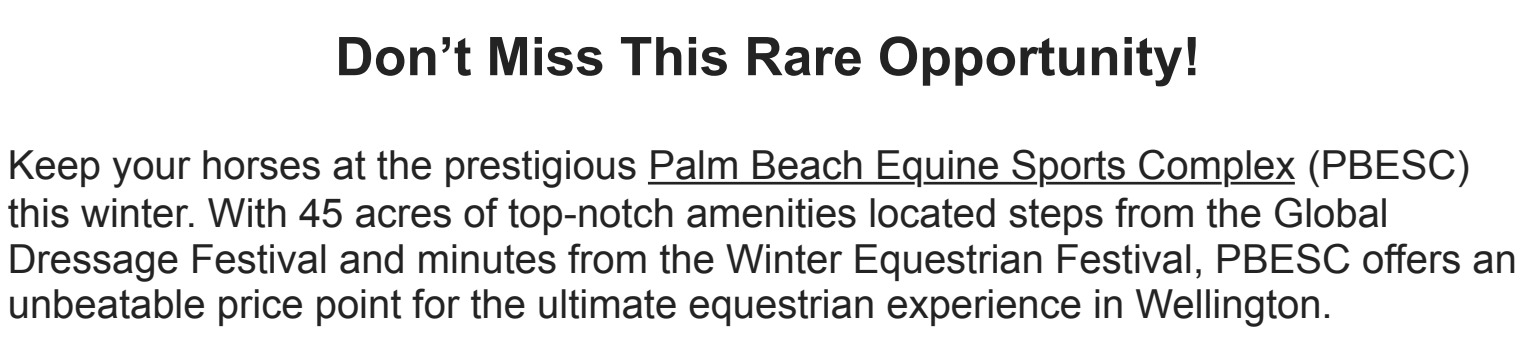 Don’t Miss This Rare Opportunity!
Keep your horses at the prestigious Palm Beach Equine Sports Complex (PBESC)
this winter. With 45 acres of top-notch amenities located steps from the Global
Dressage Festival and minutes from the Winter Equestrian Festival, PBESC offers an
unbeatable price point for the ultimate equestrian experience in Wellington.